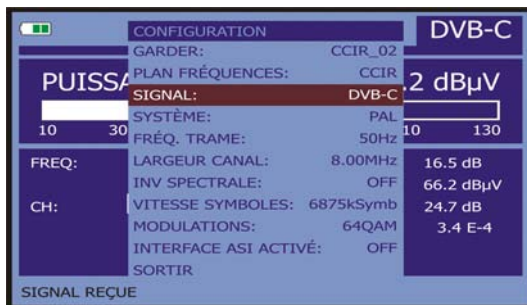 DVB-C
CONFIGURATION
GARDER: CCIR_02
PLAN FRÉQUENCES: CCIR
SIGNAL: DVB-C
SYSTÈME: PAL
FRÉQ. TRAME: 50Hz
LARGEUR CANAL: 8.00MHz
INV SPECTRALE: OFF
VITESSE SYMBOLES: 6875kSymb
MODULATIONS: 64QAM
INTERFACE ASI ACTIVÉ: OFF
SORTIR
PUISSA .2 dBµV
10 30 10 130
FREQ: 16.5 dB
66.2 dBµV
CH: 24.7 dB
3.4 E-4
SIGNAL REÇUE